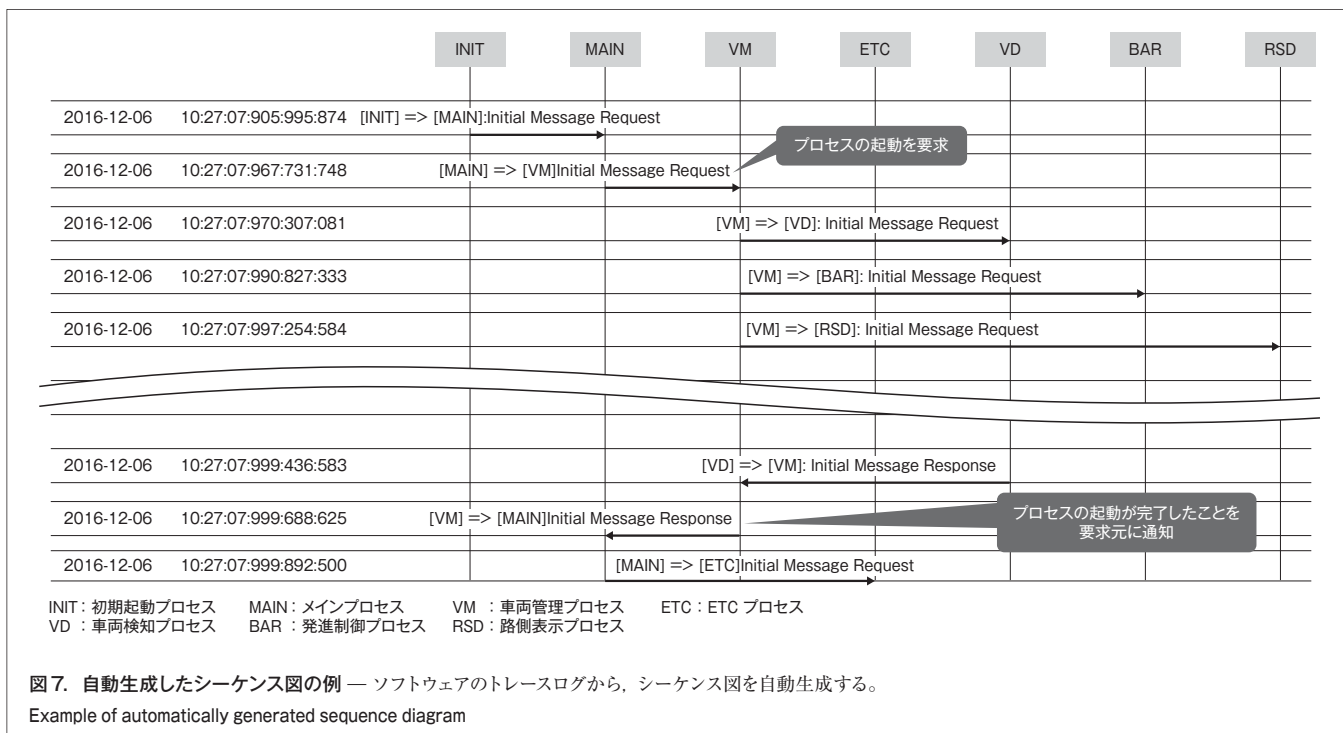 INIT MAIN VM ETC VD BAR RSD
2016-12-06 10:27:07:905:995:874 [INIT] => [MAIN]:Initial Message Request
プロセスの起動を要求
2016-12-06 10:27:07:967:731:748 [MAIN] => [VM]Initial Message Request
2016-12-06 10:27:07:970:307:081 [VM] => [VD]: Initial Message Request
2016-12-06 10:27:07:990:827:333 [VM] => [BAR]: Initial Message Request
2016-12-06 10:27:07:997:254:584 [VM] => [RSD]: Initial Message Request
2016-12-06 10:27:07:999:436:583 [VD] => [VM]: Initial Message Response
2016-12-06 10:27:07:999:688:625 [VM] => [MAIN]Initial Message Response
プロセスの起動が完了したことを
要求元に通知
2016-12-06 10:27:07:999:892:500 [MAIN] => [ETC]Initial Message Request
INIT：初期起動プロセス MAIN：メインプロセス VM ：車両管理プロセス ETC：ETC プロセス
VD ：車両検知プロセス BAR ：発進制御プロセス RSD：路側表示プロセス
図7. 自動生成したシーケンス図の例 — ソフトウェアのトレースログから，シーケンス図を自動生成する。
Example of automatically generated sequence diagram